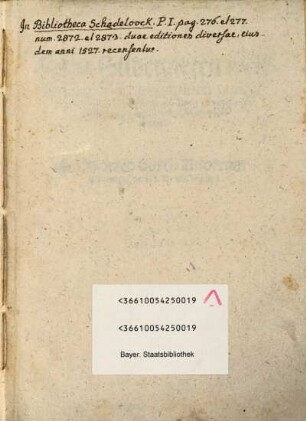 In Bibliotheca Schadeloock. P. I. pag. 276. et 277.
num. 2872. et 2873. duae editiones diversae, eius-
dem anni 1527. recensentur.
<36610054250019
<36610054250019
Bayer. Staatsbibliothek